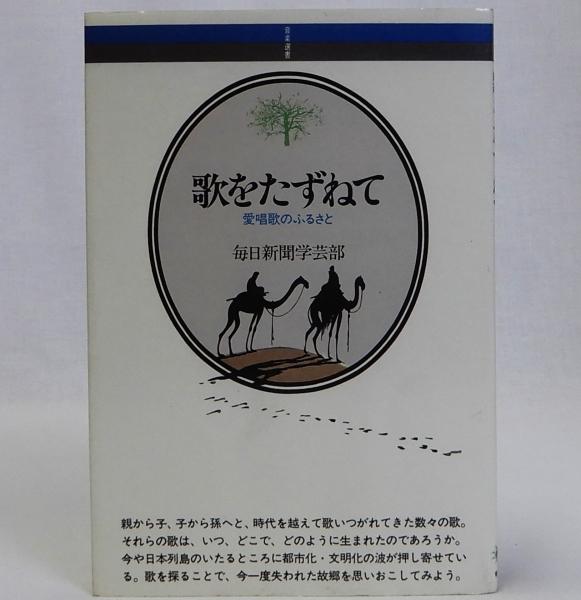 音楽選書
歌をたずねて
愛唱歌のふるさと
毎日新聞学芸部
親から子、子から孫へと、時代を越えて歌いつがれてきた数々の歌。
それらの歌は、いつ、どこで、どのように生まれたのであろうか。
今や日本列島のいたるところに都市化・文明化の波が押し寄せてい
る。歌を探ることで、今一度失われた故郷を思いおこしてみよう。